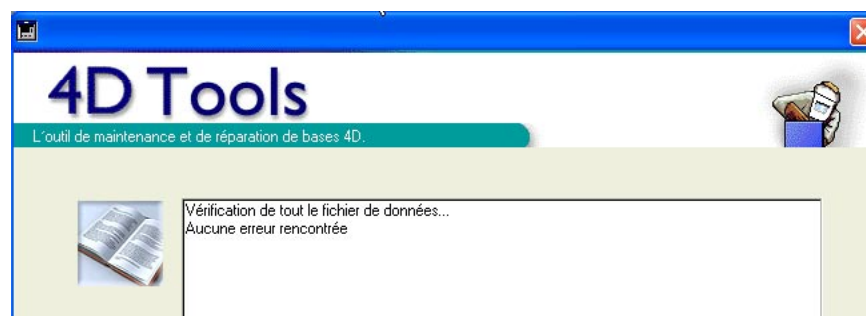 4D Tools
L'outil de maintenance et de réparation de bases 4D.
Vérification de tout le fichier de données...
Aucune erreur rencontrée